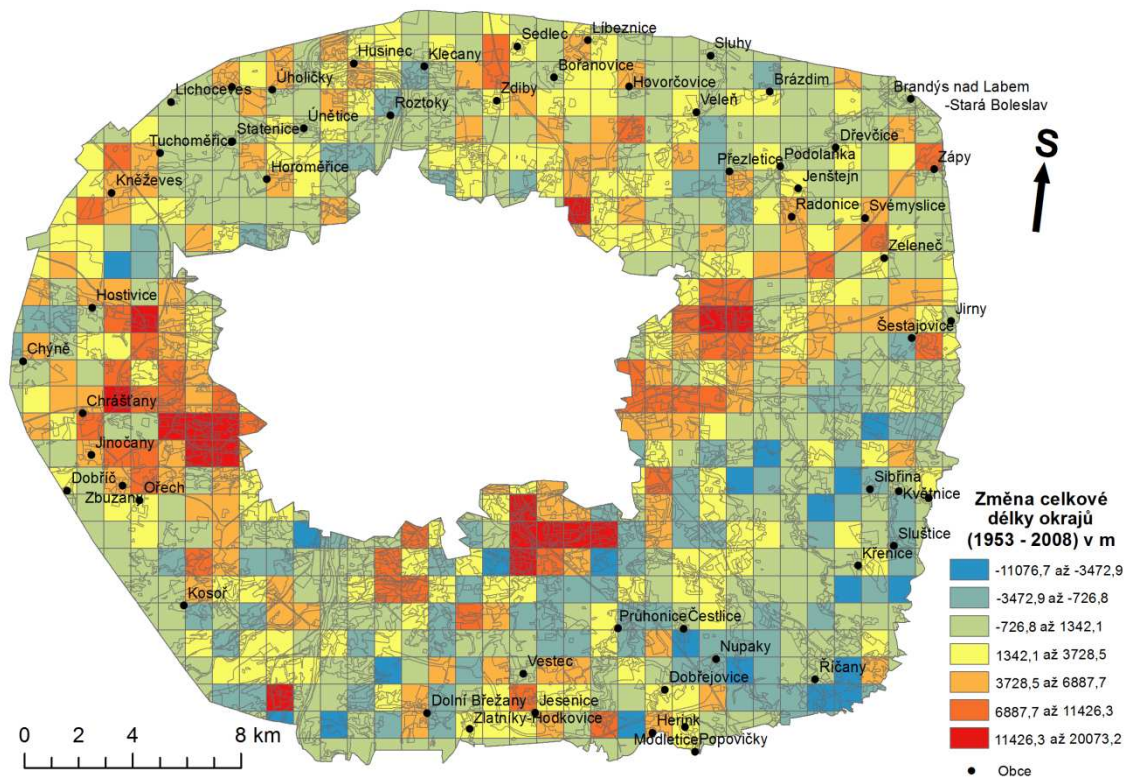 Sedlec
Líbeznice
Husinec
Klecany
Sluhy
Bořanovice
Úholičky
Lichoceves
Zdiby
Hovorčovice
Brázdim
Brandýs nad Labem
-Stará Boleslav
Roztoky
Veleň
Únětice
Statenice
Tuchoměřice
Dřevčice
S
Horoměřice
Přezletice
Podolanka
Zápy
Kněževes
Jenštejn
Radonice
Svémyslice
Zeleneč
Hostivice
Jirny
Šestajovice
Chýně
Chrášťany
Jinočany
Dobříč
Zbuzany
Ořech
Sibřina
Květnice
Sluštice
Křenice
Kosoř
Průhonice
Čestlice
Nupaky
Vestec
Dobřejovice
Říčany
Dolní Břežany
Jesenice
Zlatníky-Hodkovice
Herink
Modletice
Popovičky
Změna celkové
délky okrajů
(1953 - 2008) v m
-11076,7 až -3472,9
-3472,9 až -726,8
-726,8 až 1342,1
1342,1 až 3728,5
3728,5 až 6887,7
6887,7 až 11426,3
11426,3 až 20073,2
Obce
0 2 4 8 km